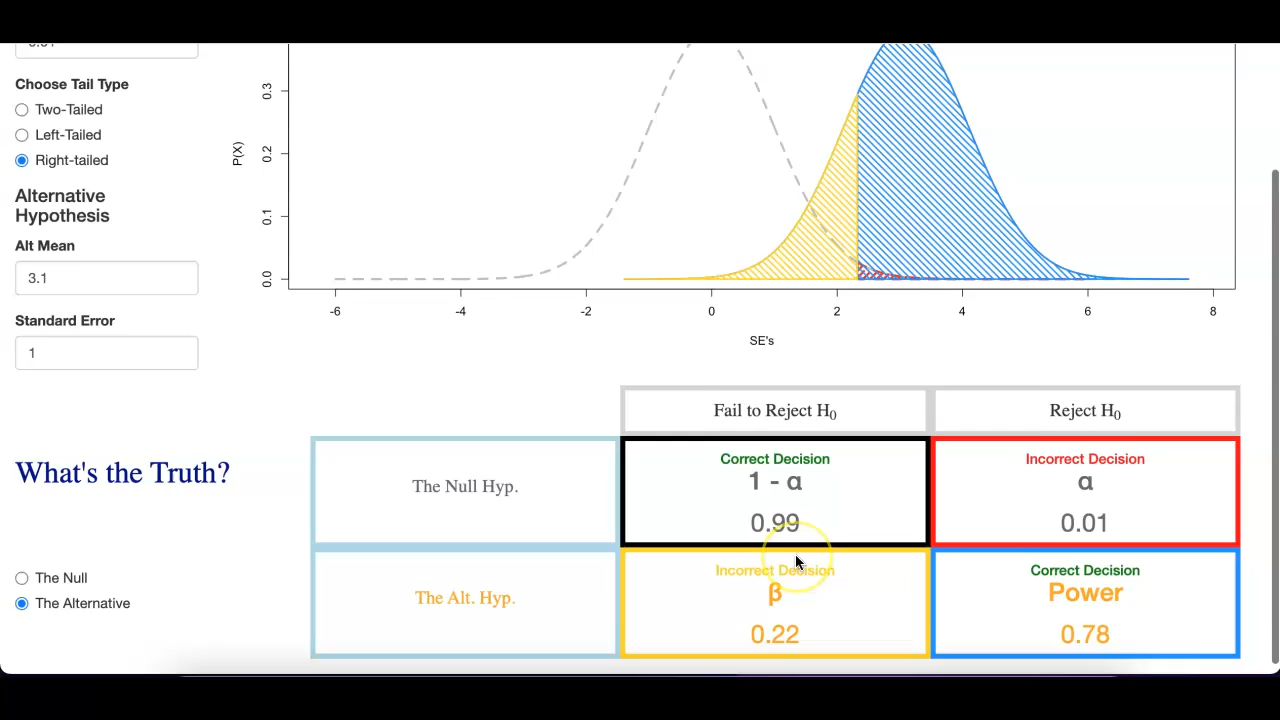 Choose Tail Type
Two-Tailed
Left-Tailed
Right-tailed
Alternative
Hypothesis
Alt Mean
3.1
Standard Error
1
P(X)
0.3
0.2
0.1
0.0
-6 -4 -2 0 2 4 6 8
SE's
Fail to Reject H0 Reject H0
What's the Truth?
The Null Hyp.
Correct Decision
1 - α
0.99
Incorrect Decision
α
0.01
The Null
The Alternative
The Alt. Hyp.
Incorrect Decision
β
0.22
Correct Decision
Power
0.78